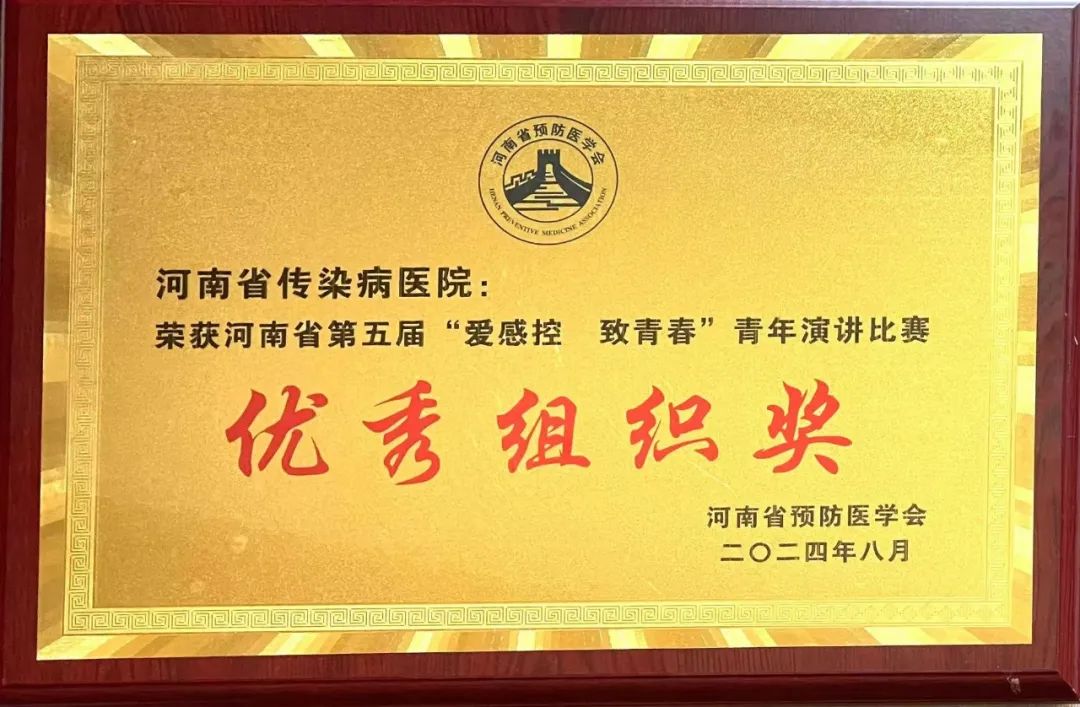 河南省预防医学会
HENAN PREVENTIVE MEDICINE ASSOCIATION
河南省传染病医院：
荣获河南省第五届“爱感控　致青春”青年演讲比赛
优秀组织奖
河南省预防医学会
二〇二四年八月